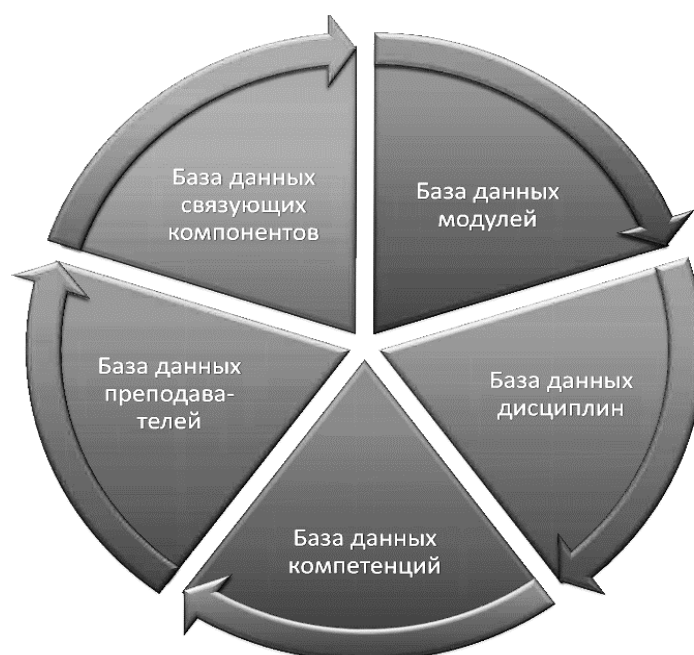 База данных
связующих
компонентов
База данных
модулей
База данных
дисциплин
База данных
компетенций
База данных
преподава-
телей